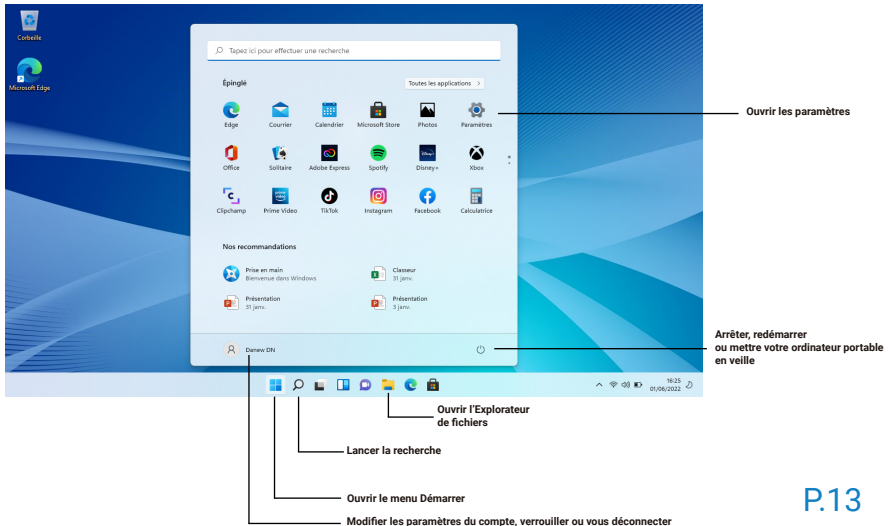 Corbeille
Microsoft Edge
Tapez ici pour effectuer une recherche
Épinglé
Toutes les applications >
Edge
Courrier
Calendrier
Microsoft Store
Photos
Paramètres
Office
Solitaire
Adobe Express
Spotify
Disney+
Xbox
Clipchamp
Prime Video
TikTok
Instagram
Facebook
Calculatrice
Nos recommandations
Prise en main
Bienvenue dans Windows
Classeur
31 janv.
Présentation
31 janv.
Présentation
3 janv.
Danew DN
16:25
01/06/2022
Ouvrir les paramètres
Arrêter, redémarrer
ou mettre votre ordinateur portable
en veille
Ouvrir l'Explorateur
de fichiers
Lancer la recherche
Ouvrir le menu Démarrer
Modifier les paramètres du compte, verrouiller ou vous déconnecter
P.13